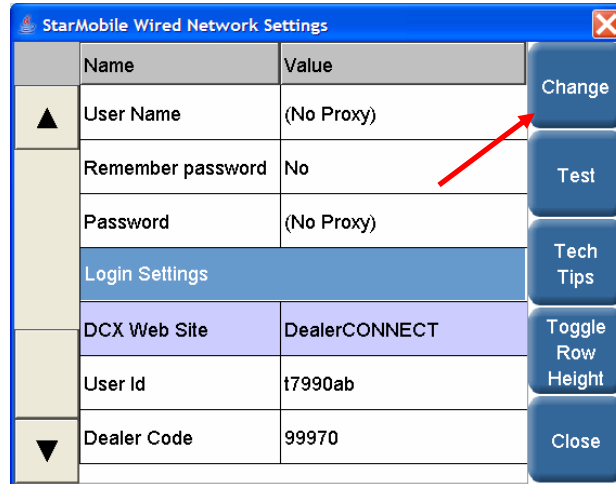 StarMobile Wired Network Settings
Name Value
User Name (No Proxy)
Remember password No
Password (No Proxy)
Login Settings
DCX Web Site DealerCONNECT
User Id t7990ab
Dealer Code 99970
Change
Test
Tech
Tips
Toggle
Row
Height
Close